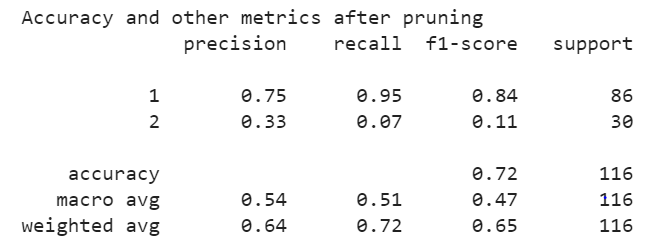 Accuracy and other metrics after pruning
precision recall f1-score support
1 0.75 0.95 0.84 86
2 0.33 0.07 0.11 30
accuracy 0.72 116
macro avg 0.54 0.51 0.47 116
weighted avg 0.64 0.72 0.65 116